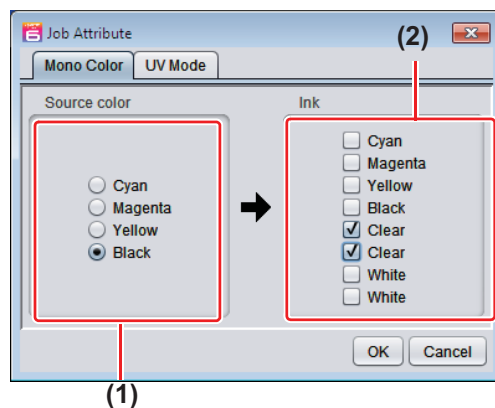 Job Attribute
(2)
Mono Color UV Mode
Source color
Ink
Cyan
Magenta
Yellow
Black
Cyan
Magenta
Yellow
Black
Clear
Clear
White
White
OK Cancel
(1)